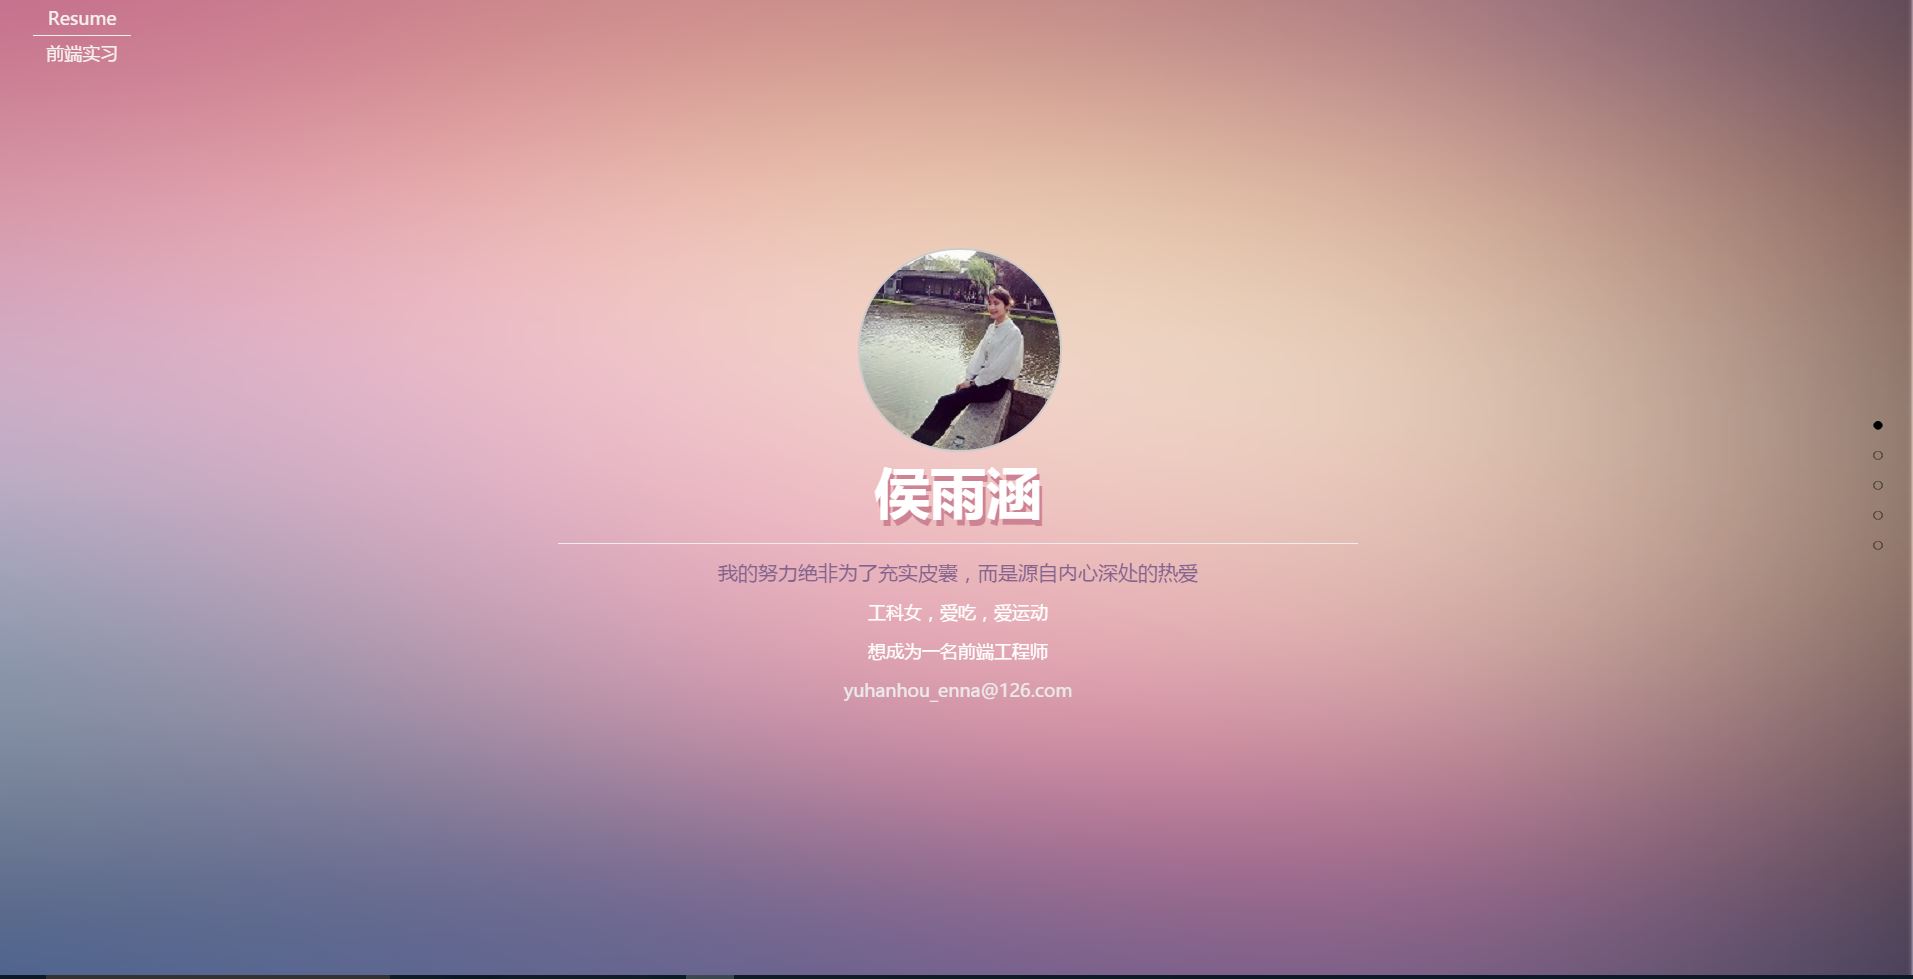 Resume
前端实习
侯雨涵
我的努力绝非为了充实皮囊，而是源自内心深处的热爱
工科女，爱吃，爱运动
想成为一名前端工程师
yuhanhou_enna@126.com